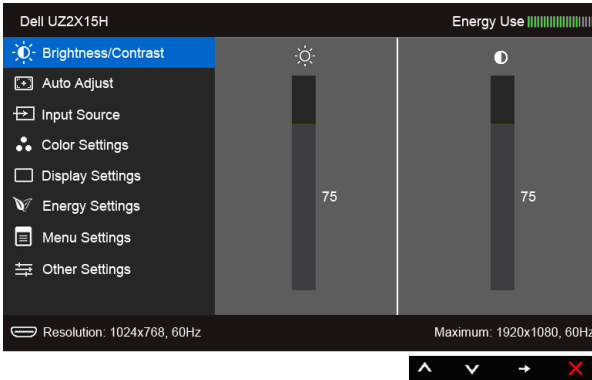 Dell UZ2X15H
Energy Use
Brightness/Contrast
Auto Adjust
Input Source
Color Settings
Display Settings
75
75
Energy Settings
Menu Settings
Other Settings
Resolution: 1024x768, 60Hz
Maximum: 1920x1080, 60Hz